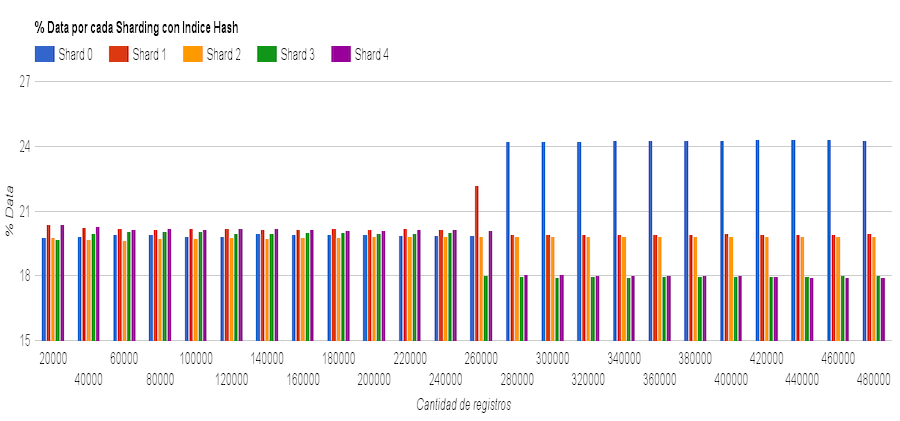 % Data por cada Sharding con Indice Hash
Shard 0 Shard 1 Shard 2 Shard 3 Shard 4
27
24
21
18
15
% Data
20000 60000 100000 140000 180000 220000 260000 300000 340000 380000 420000 460000
40000 80000 120000 160000 200000 240000 280000 320000 360000 400000 440000 480000
Cantidad de registros